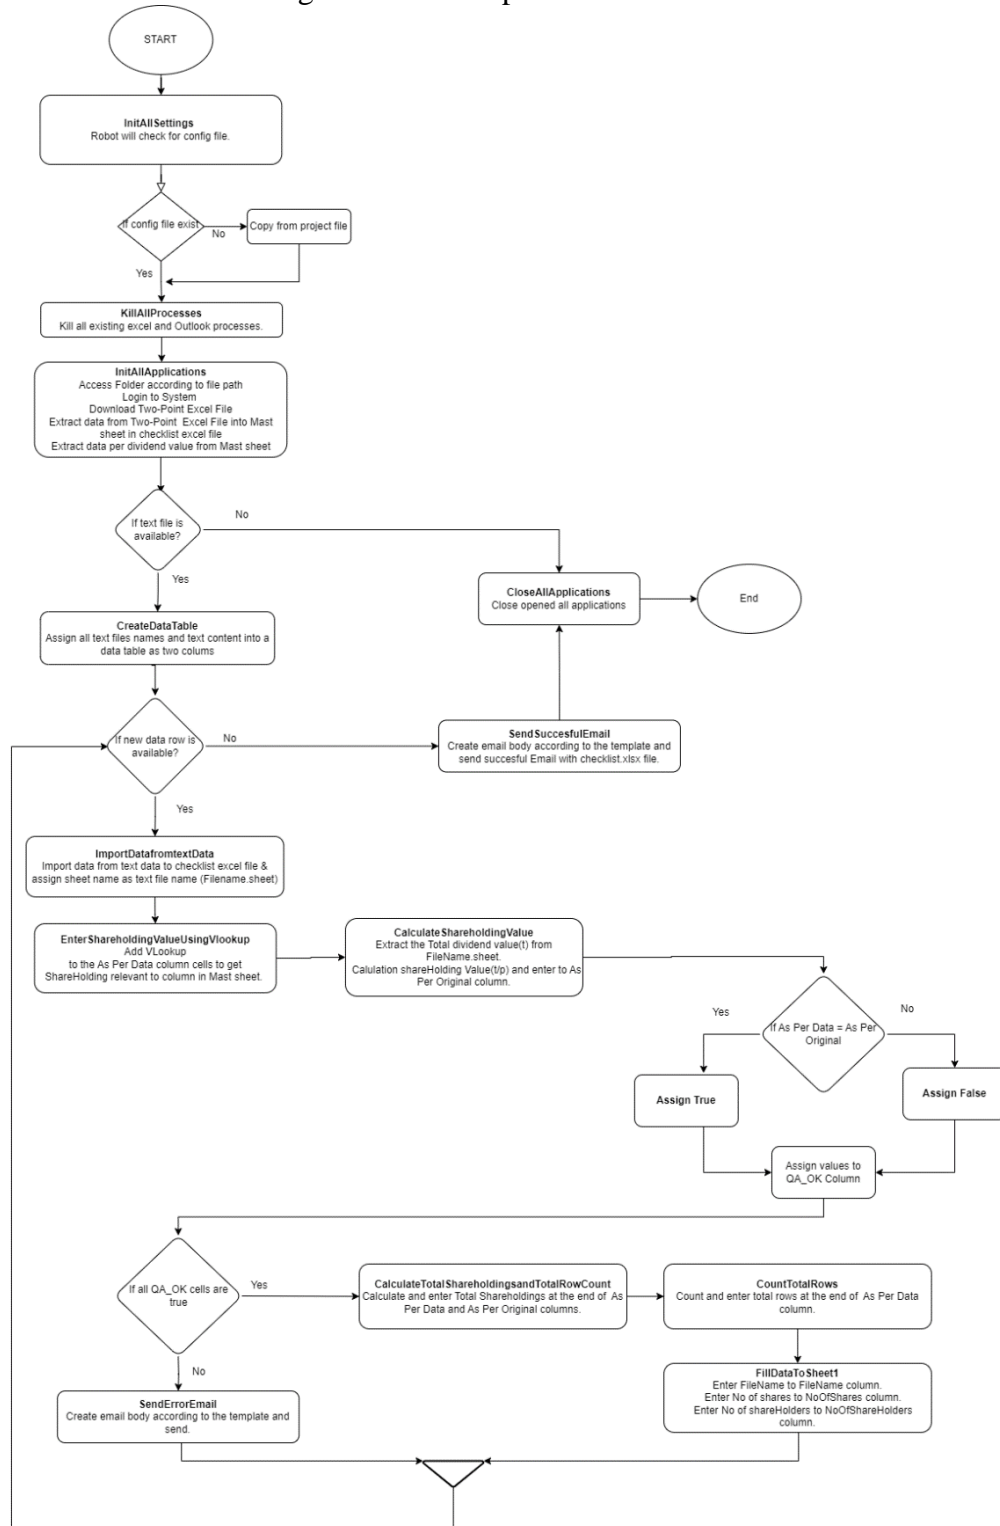 START
InitAllSettings
Robot will check for config file.
If config file exist
No
Copy from project file
Yes
KillAllProcesses
Kill all existing excel and Outlook processes.
InitAllApplications
Access Folder according to file path
Login to System
Download Two-Point Excel File
Extract data from Two-Point Excel File into Mast
sheet in checklist excel file
Extract data per dividend value from Mast sheet
If text file is
available?
No
Yes
CloseAllApplications
Close opened all applications
End
CreateDataTable
Assign all text files names and text content into a
data table as two colums
If new data row is
available?
No
SendSuccesfulEmail
Create email body according to the template and
send succesful Email with checklist.xlsx file.
Yes
ImportDatafromtextData
Import data from text data to checklist excel file &
assign sheet name as text file name (Filename.sheet)
EnterShareholdingValueUsingVlookup
Add VLookup
to the As Per Data column cells to get
ShareHolding relevant to column in Mast sheet.
CalculateShareholdingValue
Extract the Total dividend value(t) from
FileName.sheet.
Calulation shareHolding Value(t/p) and enter to As
Per Original column.
Yes
No
If As Per Data = As Per
Original
Assign True
Assign False
Assign values to
QA_OK Column
If all QA_OK cells are
true
Yes
CalculateTotalShareholdingsandTotalRowCount
Calculate and enter Total Shareholdings at the end of As
Per Data and As Per Original columns.
CountTotalRows
Count and enter total rows at the end of As Per Data
column.
No
SendErrorEmail
Create email body according to the template and
send.
FillDataToSheet1
Enter FileName to FileName column.
Enter No of shares to NoOfShares column.
Enter No of shareHolders to NoOfShareHolders
column.